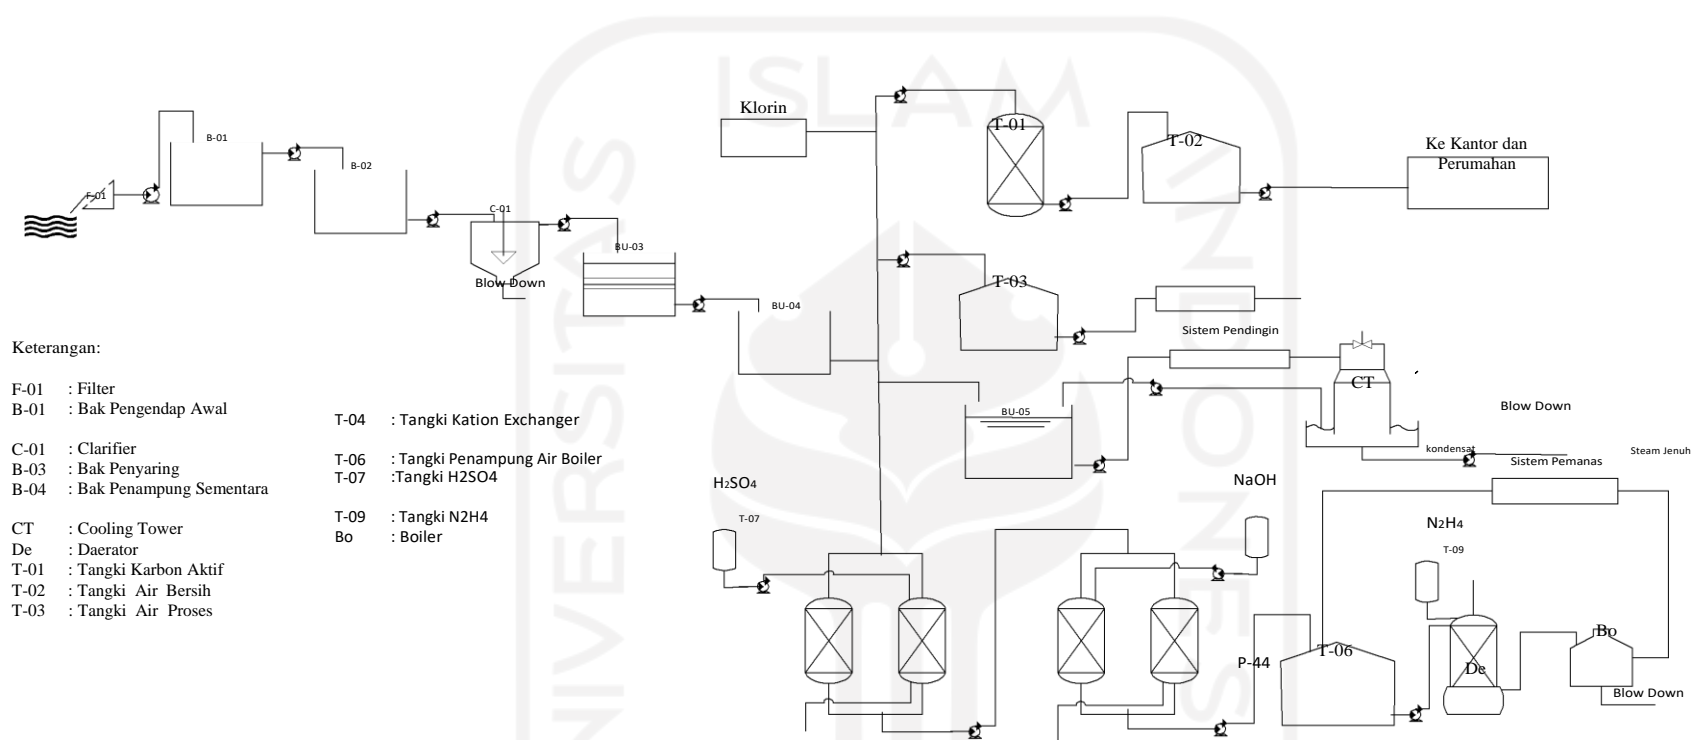 ISLAM
UNIVERSITAS
INDONES
Klorin
T-01
T-02
Ke Kantor dan
Perumahan
B-01
B-02
F-01
C-01
BU-03
Blow Down
BU-04
T-03
Sistem Pendingin
CT
BU-05
Blow Down
kondensat
Sistem Pemanas
Steam Jenuh
Keterangan:
F-01 : Filter
B-01 : Bak Pengendap Awal
C-01 : Clarifier
B-03 : Bak Penyaring
B-04 : Bak Penampung Sementara
CT : Cooling Tower
De : Daerator
T-01 : Tangki Karbon Aktif
T-02 : Tangki Air Bersih
T-03 : Tangki Air Proses
T-04 : Tangki Kation Exchanger
T-06 : Tangki Penampung Air Boiler
T-07 :Tangki H2SO4
T-09 : Tangki N2H4
Bo : Boiler
H2SO4
T-07
NaOH
N2H4
T-09
P-44
T-06
De
Bo
Blow Down